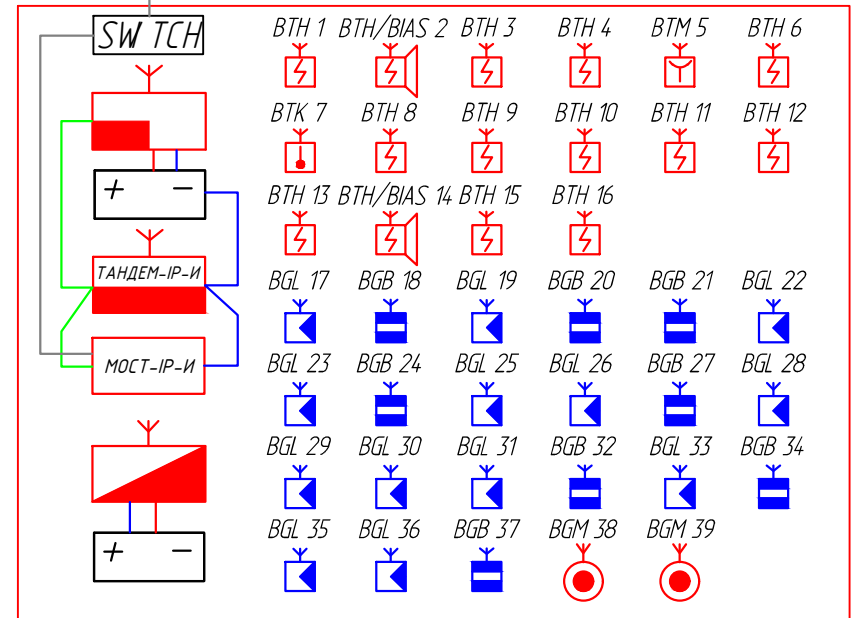 SW TCH
BTH 1 BTH/BIAS 2 BTH 3 BTH 4 BTM 5 BTH 6
BTK 7 BTH 8 BTH 9 BTH 10 BTH 11 BTH 12
+ −
BTH 13 BTH/BIAS 14 BTH 15 BTH 16
ТАНДЕМ-IP-И
BGL 17 BGB 18 BGL 19 BGB 20 BGB 21 BGL 22
МОСТ-IP-И
BGL 23 BGB 24 BGL 25 BGL 26 BGB 27 BGL 28
BGL 29 BGL 30 BGL 31 BGB 32 BGL 33 BGB 34
BGL 35 BGL 36 BGB 37 BGM 38 BGM 39
+ −